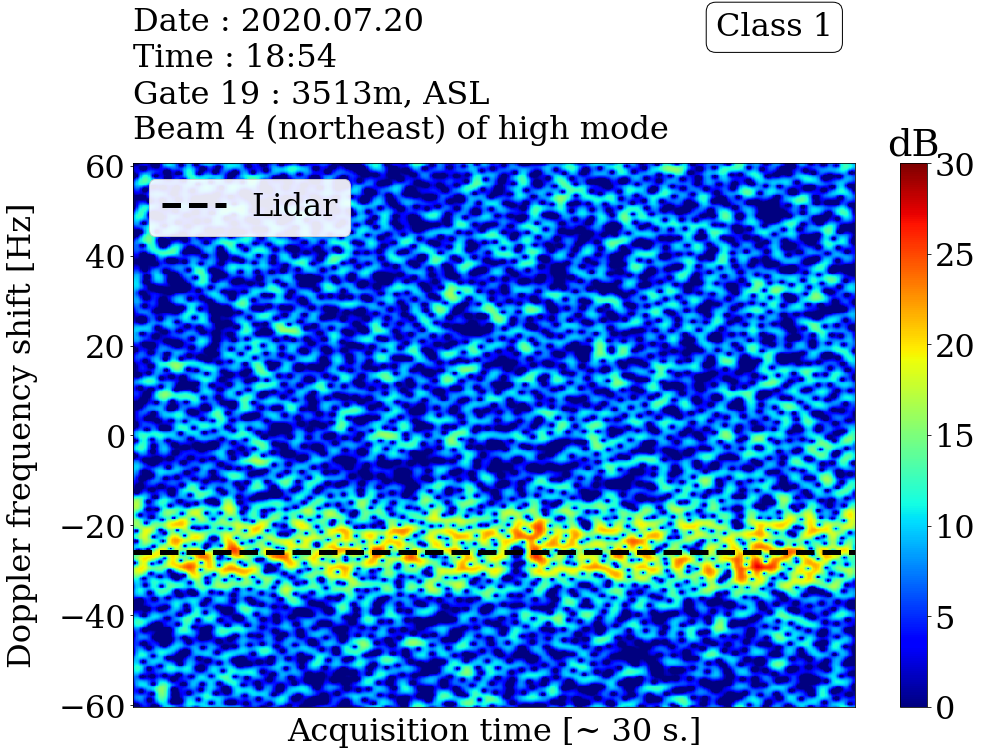 Date : 2020.07.20
Time : 18:54
Gate 19 : 3513m, ASL
Beam 4 (northeast) of high mode
Class 1
dB
Lidar
Doppler frequency shift [Hz]
60
40
20
0
−20
−40
−60
30
25
20
15
10
5
0
Acquisition time [~ 30 s.]